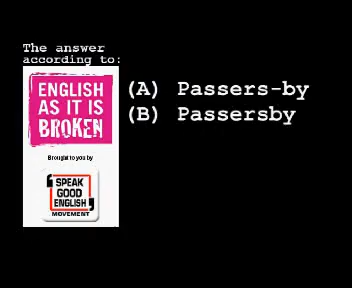 The answer
according to:
ENGLISH
AS IT IS
BROKEN
Brought to you by
SPEAK
GOOD
ENGLISH
MOVEMENT
(A) Passers-by
(B) Passersby